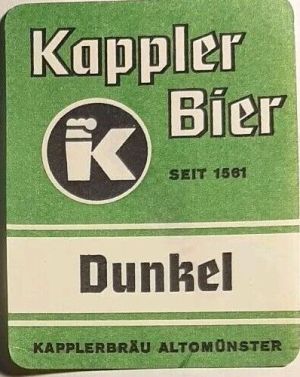 Kappler
Bier
K
SEIT 1561
Dunkel
KAPPLERBRÄU ALTOMÜNSTER